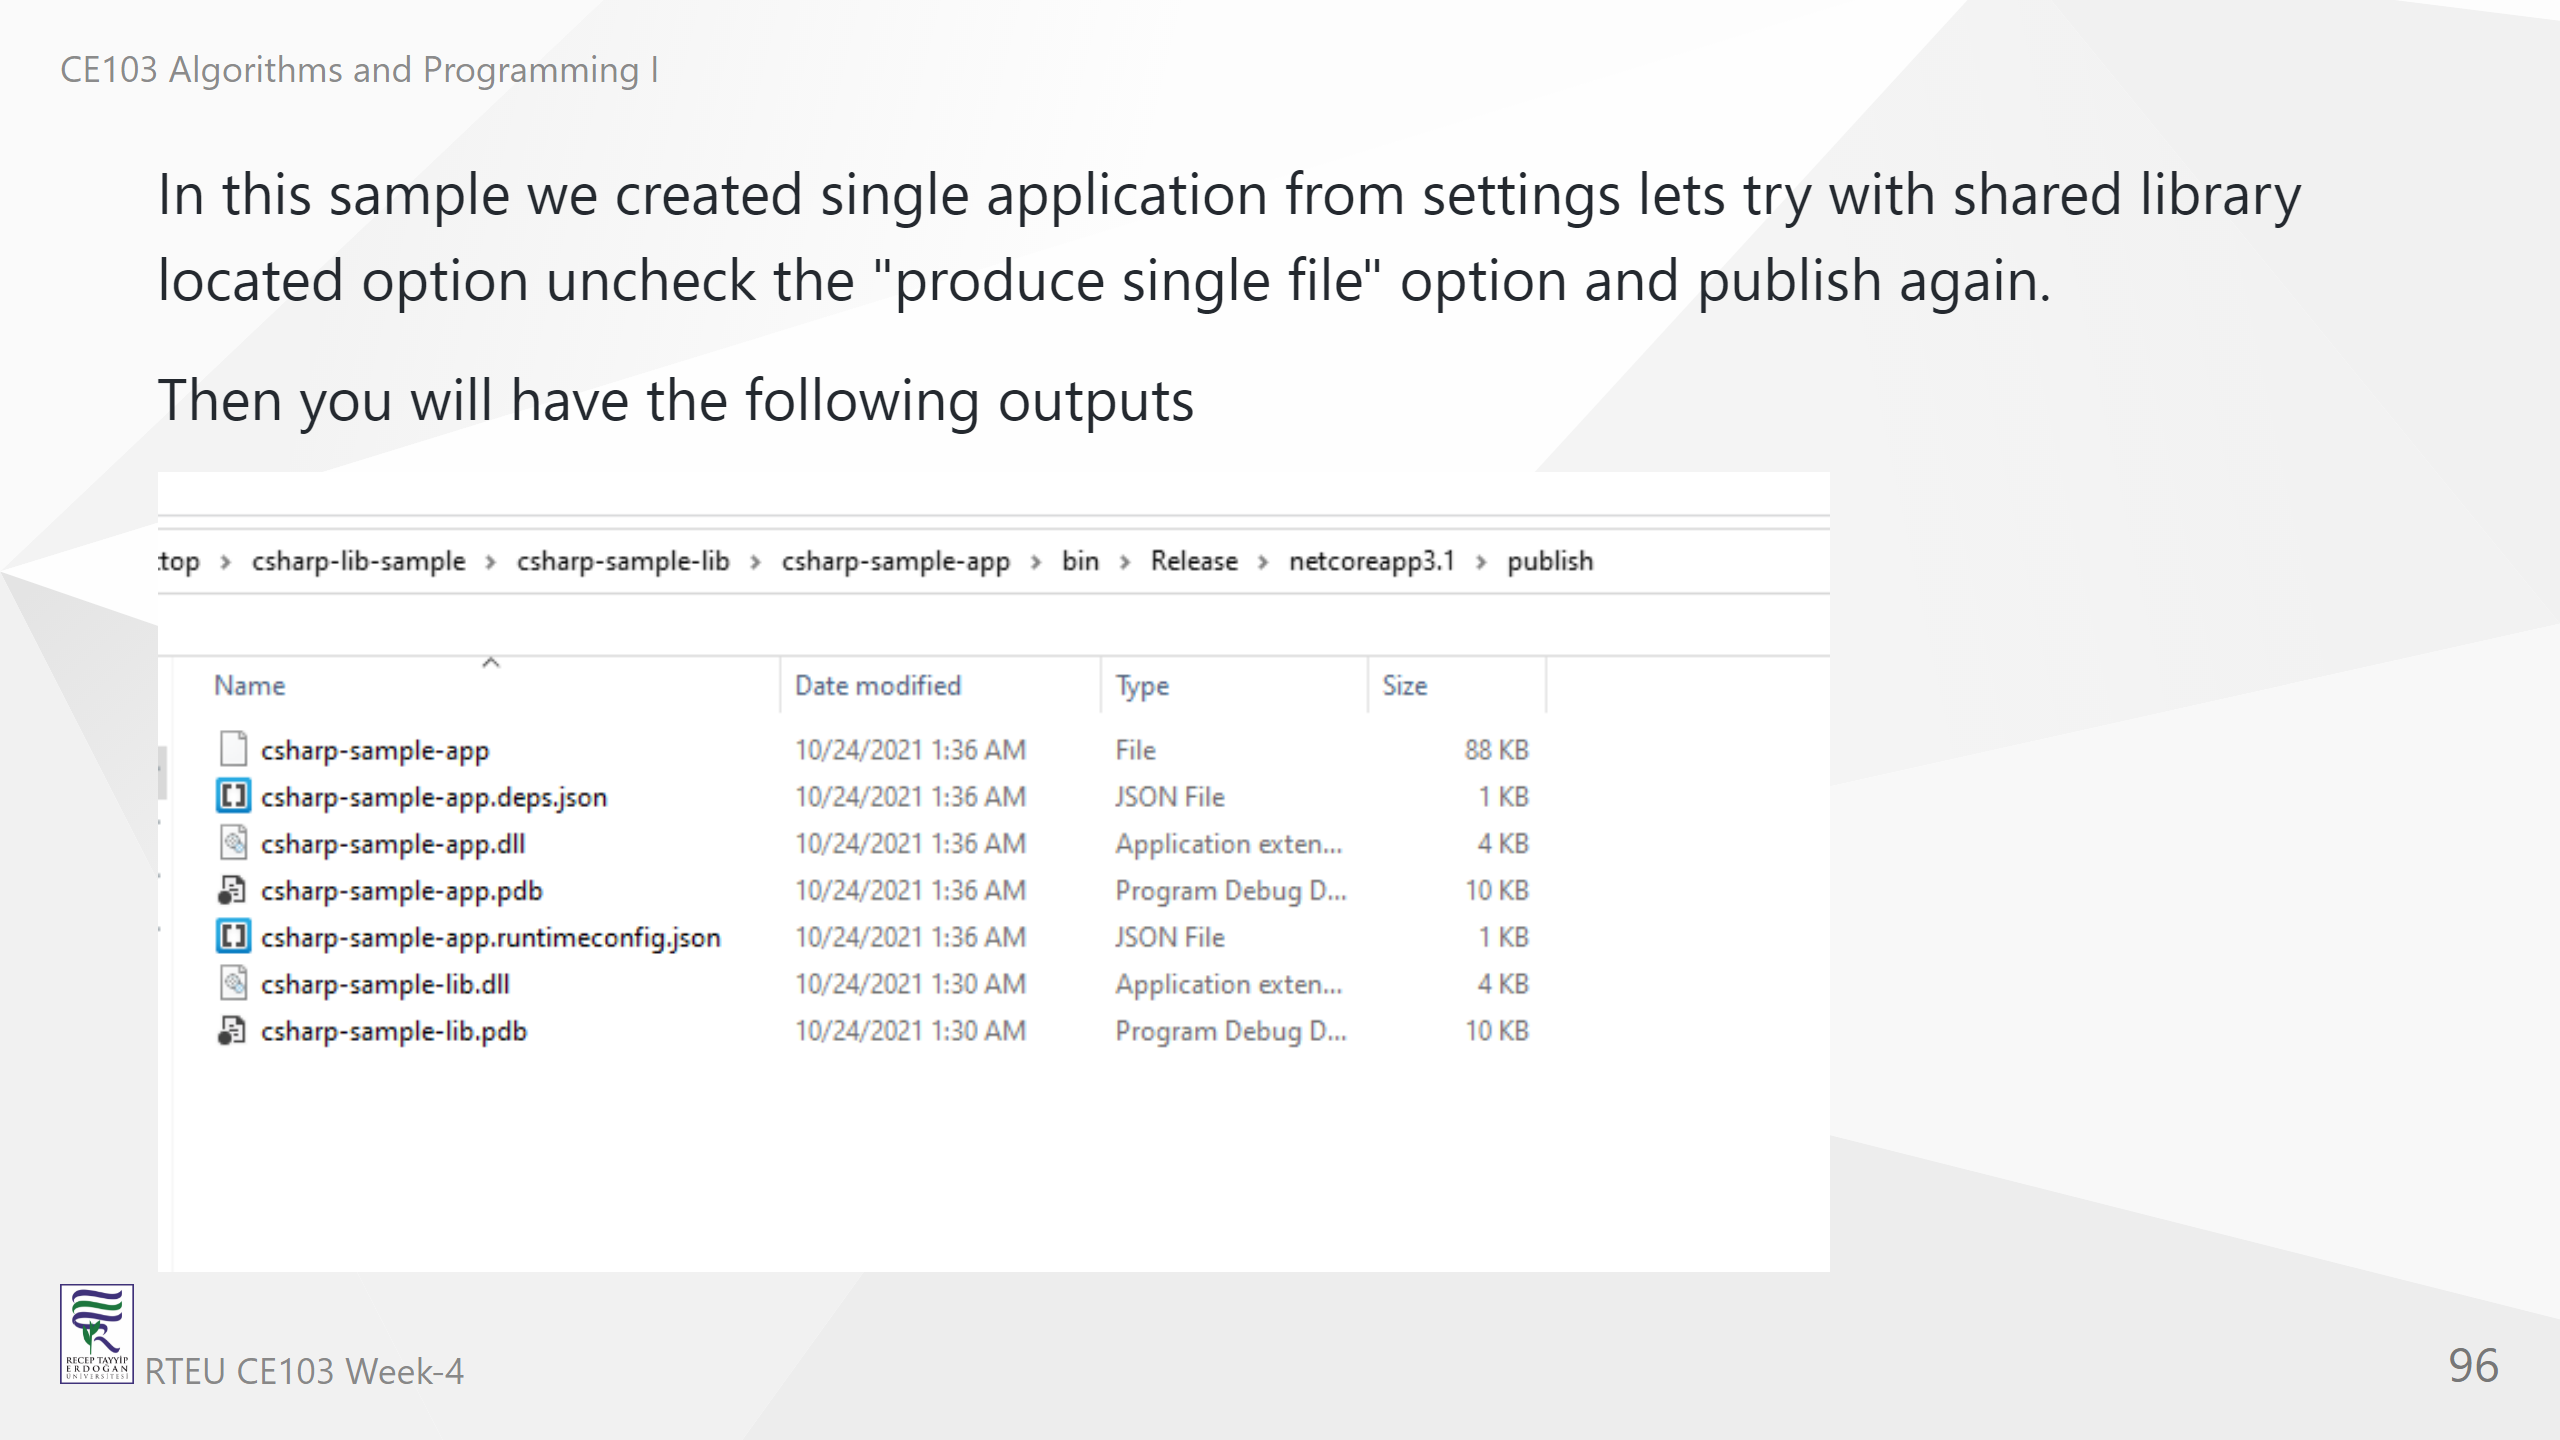 CE103 Algorithms and Programming I
In this sample we created single application from settings lets try with shared library
located option uncheck the "produce single file" option and publish again.
Then you will have the following outputs
top › csharp-lib-sample › csharp-sample-lib › csharp-sample-app › bin › Release › netcoreapp3.1 › publish
Name Date modified Type Size
csharp-sample-app 10/24/2021 1:36 AM File 88 KB
csharp-sample-app.deps.json 10/24/2021 1:36 AM JSON File 1 KB
csharp-sample-app.dll 10/24/2021 1:36 AM Application exten... 4 KB
csharp-sample-app.pdb 10/24/2021 1:36 AM Program Debug D... 10 KB
csharp-sample-app.runtimeconfig.json 10/24/2021 1:36 AM JSON File 1 KB
csharp-sample-lib.dll 10/24/2021 1:30 AM Application exten... 4 KB
csharp-sample-lib.pdb 10/24/2021 1:30 AM Program Debug D... 10 KB
RECEP TAYYİP
ERDOĞAN
ÜNİVERSİTESİ
RTEU CE103 Week-4
96